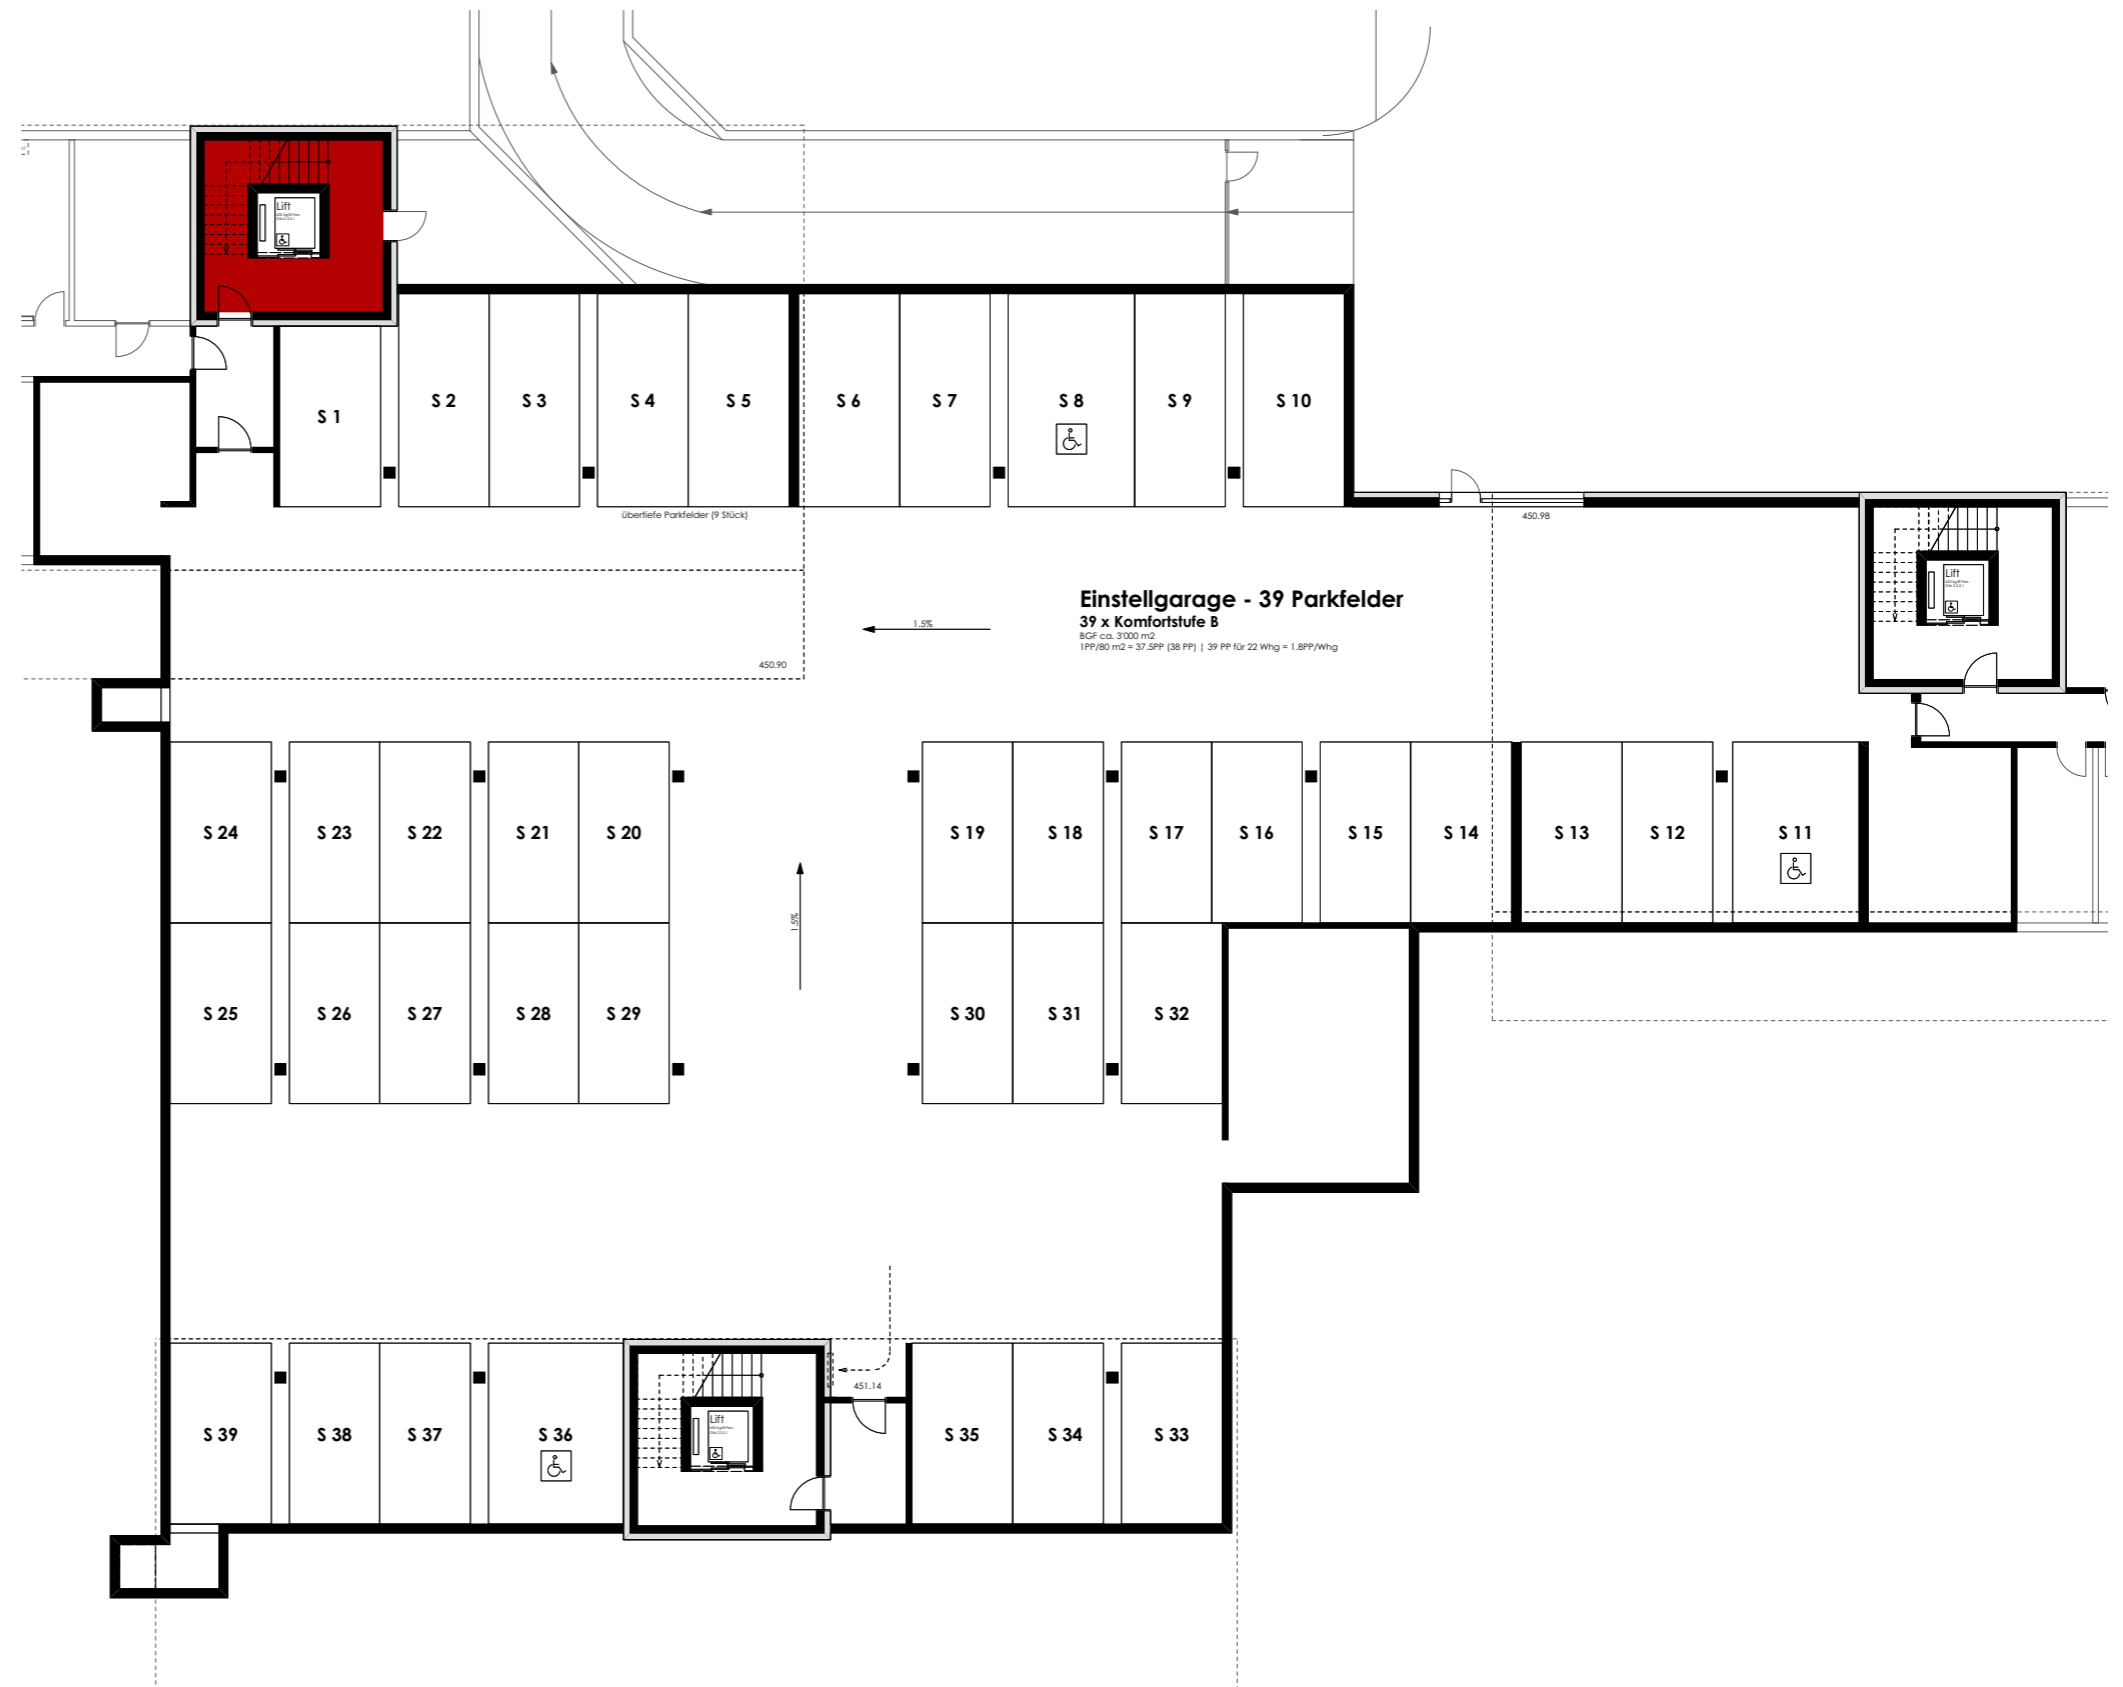 Lift
S 1
S 2
S 3
S 4
S 5
S 6
S 7
S 8
S 9
S 10
übertiefe Parkfelder (9 Stück)
450.98
Lift
Einstellgarage - 39 Parkfelder
39 x Komfortstufe B
BGF ca. 3'000 m2
1PP/80 m2 = 37.5PP (38 PP) | 39 PP für 22 Whg = 1.8PP/Whg
1.5%
450.90
S 24
S 23
S 22
S 21
S 20
S 19
S 18
S 17
S 16
S 15
S 14
S 13
S 12
S 11
1.5%
S 25
S 26
S 27
S 28
S 29
S 30
S 31
S 32
451.14
Lift
S 39
S 38
S 37
S 36
S 35
S 34
S 33